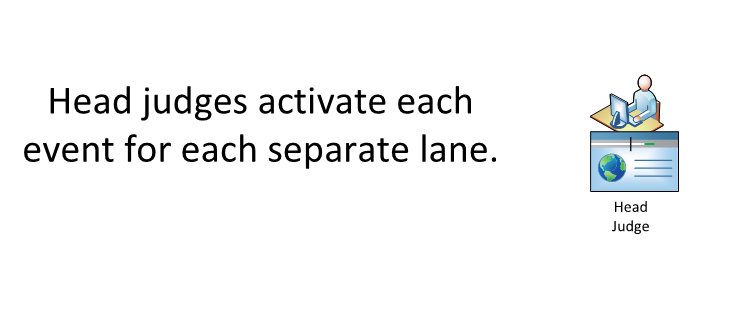 Head judges activate each
event for each separate lane.
Head
Judge